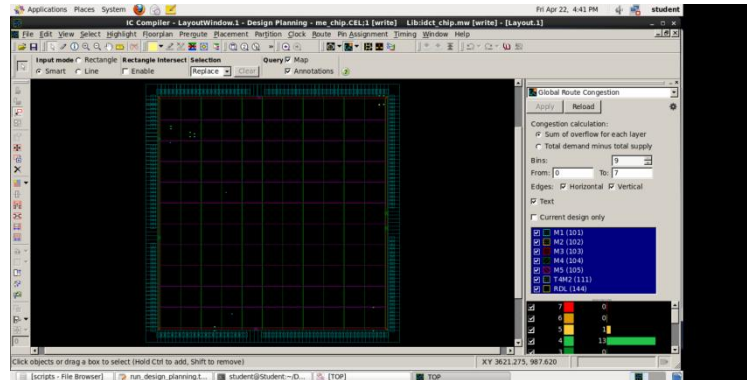 Applications Places System Fri Apr 22, 4:41 PM student
IC Compiler - LayoutWindow.1 - Design Planning - me_chip.CEL;1 [write] Lib:idct_chip.mw [write] - [Layout.1]
File Edit View Select Highlight Floorplan Preroute Placement Partition Clock Route Pin Assignment Timing Window Help
Input mode Rectangle Rectangle Intersect Selection Query Map
Smart Line Enable Replace Clear Annotations
Global Route Congestion
Apply Reload
Congestion calculation:
Sum of overflow for each layer
Total demand minus total supply
Bins: 9
From: 0 To: 7
Edges: Horizontal Vertical
Text
Current design only
M1 (101)
M2 (102)
M3 (103)
M4 (104)
M5 (105)
T4M2 (111)
RDL (144)
7 0
6 0
5 1
4 13
3 0
Click objects or drag a box to select (Hold Ctrl to add, Shift to remove) XY 3621.275, 987.620
[scripts - File Browser] run_design_planning.t... student@Student:~/D... [TOP] TOP